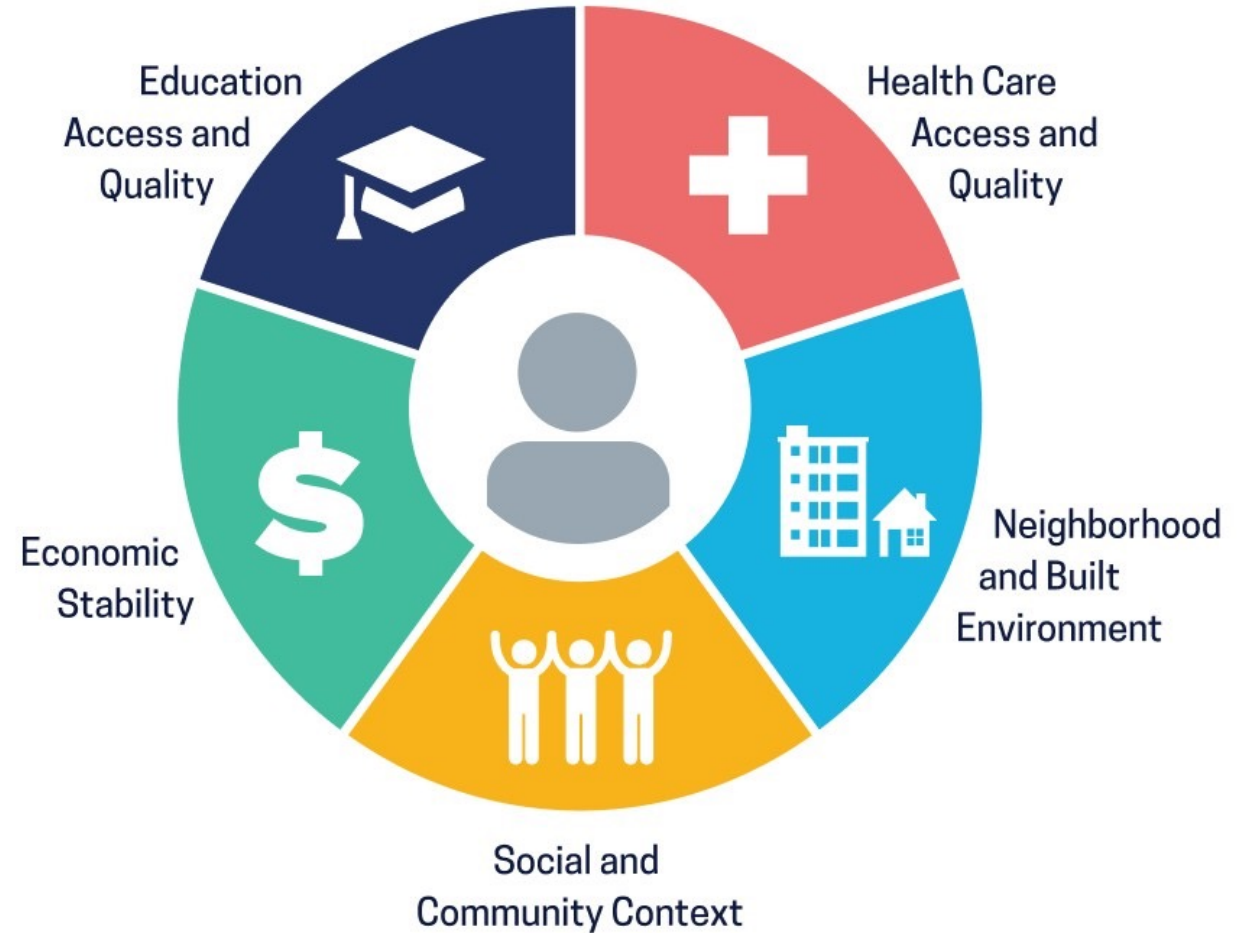 Education
Access and
Quality
Health Care
Access and
Quality
Economic
Stability
Neighborhood
and Built
Environment
Social and
Community Context